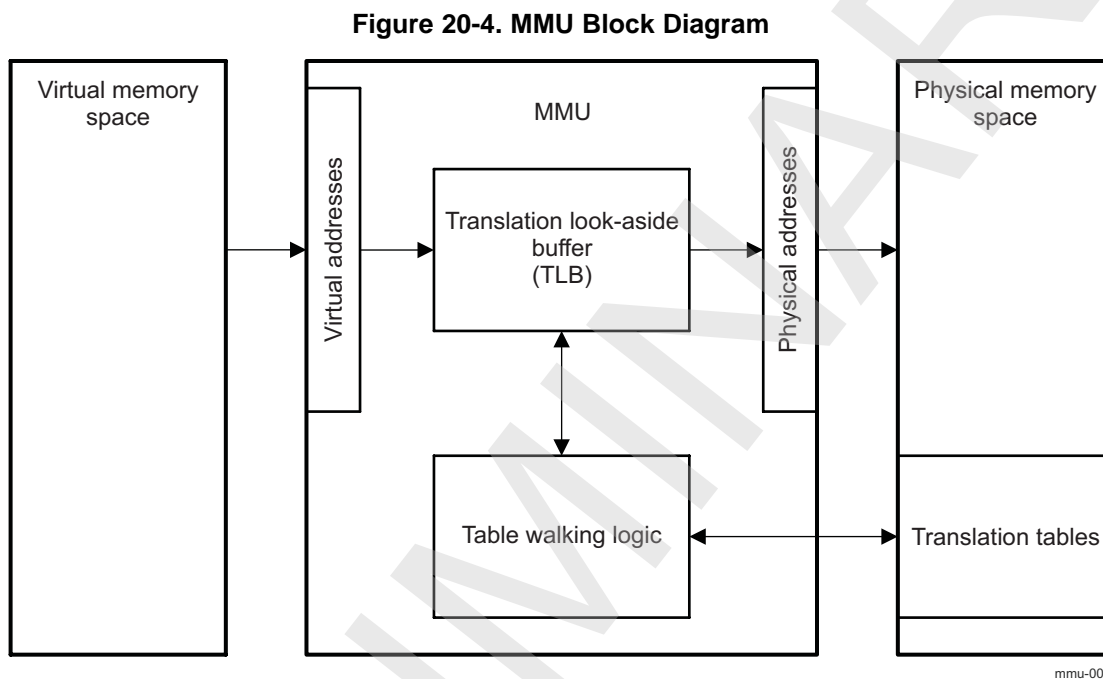 Figure 20-4. MMU Block Diagram
Virtual memory
space
MMU
Physical memory
space
Virtual addresses
Translation look-aside
buffer
(TLB)
Physical addresses
Table walking logic
Translation tables
mmu-00